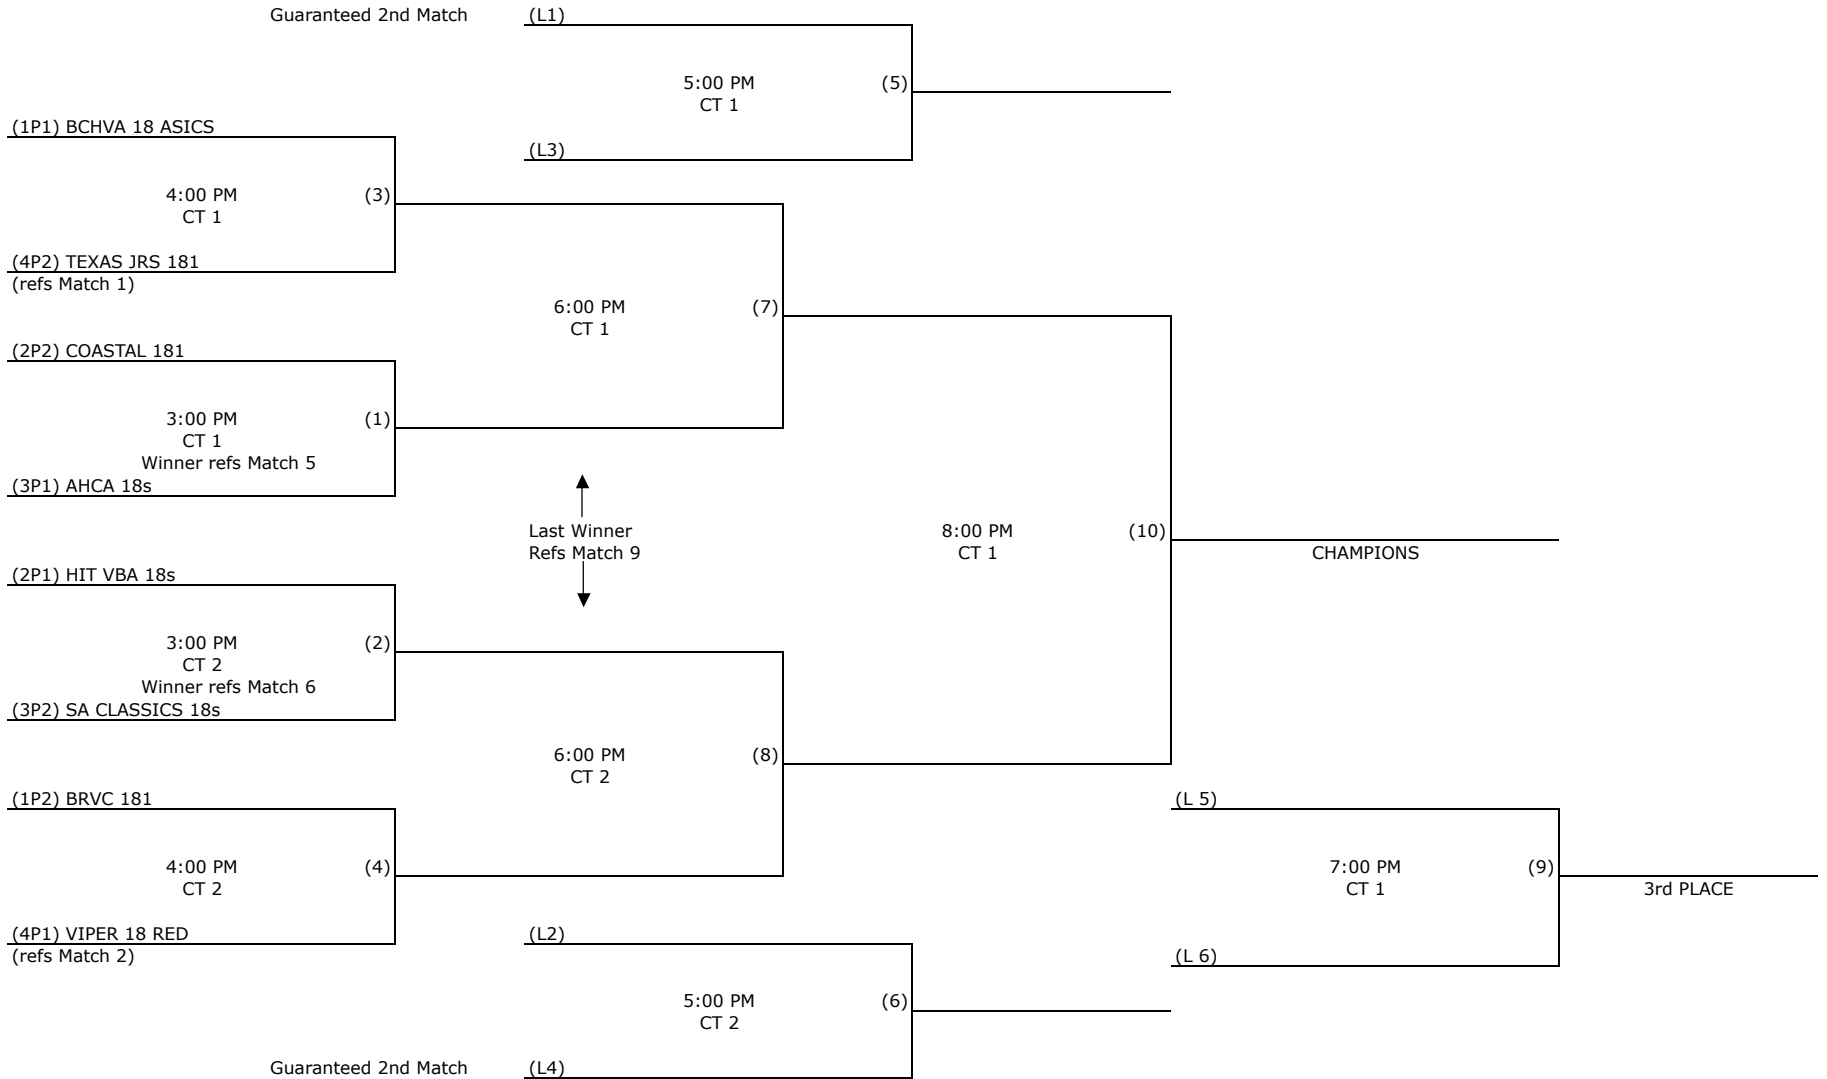 Guaranteed 2nd Match
(L1)
5:00 PM
CT 1
(5)
(L3)
(1P1) BCHVA 18 ASICS
4:00 PM
CT 1
(3)
(4P2) TEXAS JRS 181
(refs Match 1)
6:00 PM
CT 1
(7)
(2P2) COASTAL 181
3:00 PM
CT 1
Winner refs Match 5
(1)
(3P1) AHCA 18s
Last Winner
Refs Match 9
8:00 PM
CT 1
(10)
CHAMPIONS
(2P1) HIT VBA 18s
3:00 PM
CT 2
Winner refs Match 6
(2)
(3P2) SA CLASSICS 18s
6:00 PM
CT 2
(8)
(1P2) BRVC 181
4:00 PM
CT 2
(4)
(4P1) VIPER 18 RED
(refs Match 2)
(L 5)
7:00 PM
CT 1
(9)
3rd PLACE
(L 6)
(L2)
5:00 PM
CT 2
(6)
Guaranteed 2nd Match
(L4)